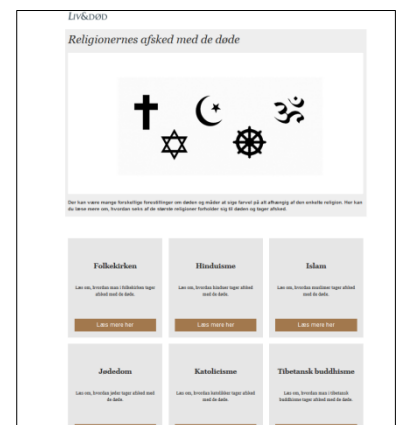 Liv&DØD
Religionernes afsked med de døde
Der kan være mange forskellige forestillinger om døden og måder at sige farvel på alt afhængig af den enkelte religion. Her kan
du læse mere om, hvordan seks af de største religioner forholder sig til døden og tager afsked.
Folkekirken
Læs om, hvordan man i folkekirken tager
afsked med de døde.
Læs mere her
Hinduisme
Læs om, hvordan hinduer tager afsked
med de døde.
Læs mere her
Islam
Læs om, hvordan muslimer tager afsked
med de døde.
Læs mere her
Jødedom
Læs om, hvordan jøder tager afsked med
de døde.
Katolicisme
Læs om, hvordan katolikker tager afsked
med de døde.
Tibetansk buddhisme
Læs om, hvordan man i tibetansk
buddhisme tager afsked med de døde.